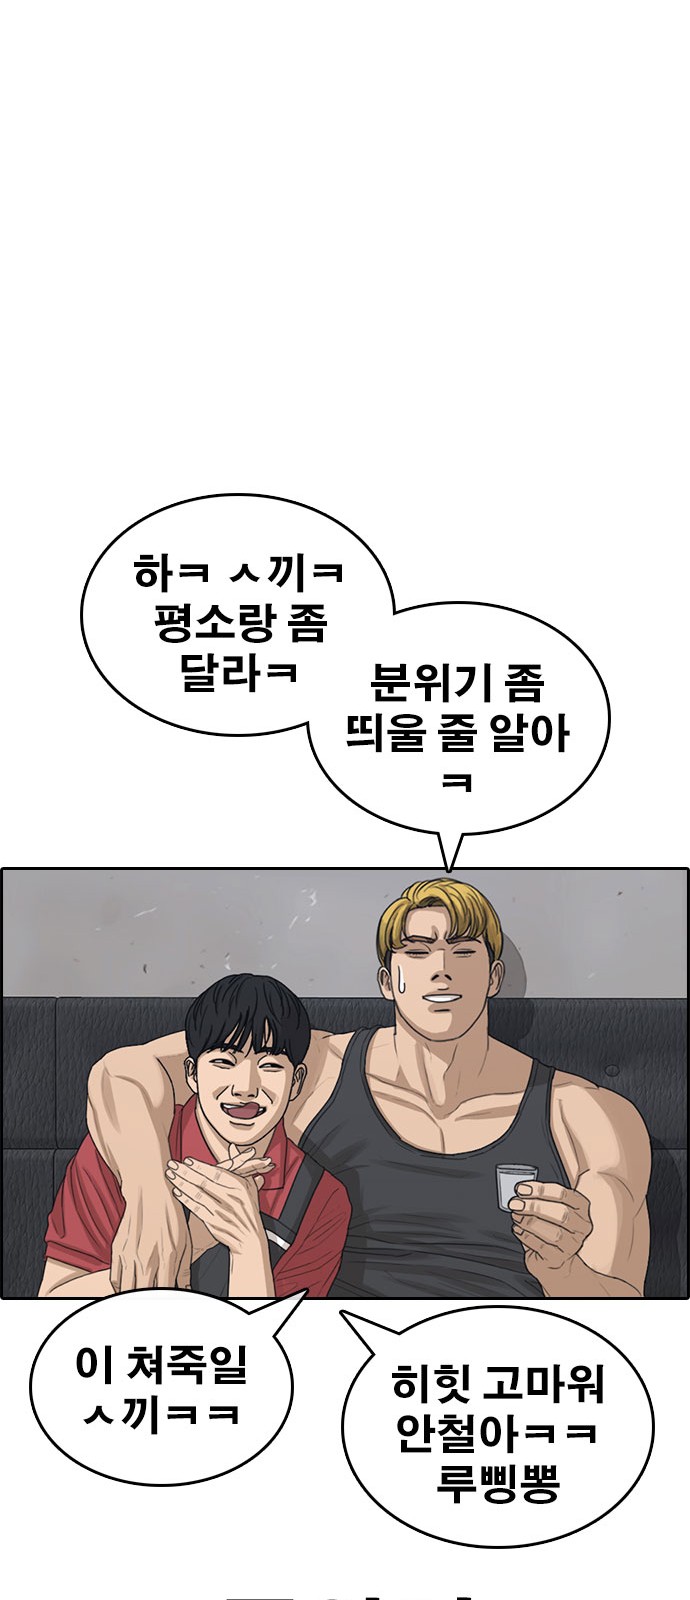 하ㅋ ㅅ끼ㅋ
평소랑 좀
달라ㅋ
분위기 좀
띄울 줄 알아
ㅋ
이 쳐죽일
ㅅ끼ㅋㅋ
히힛 고마워
안철아ㅋㅋ
루삥뽕